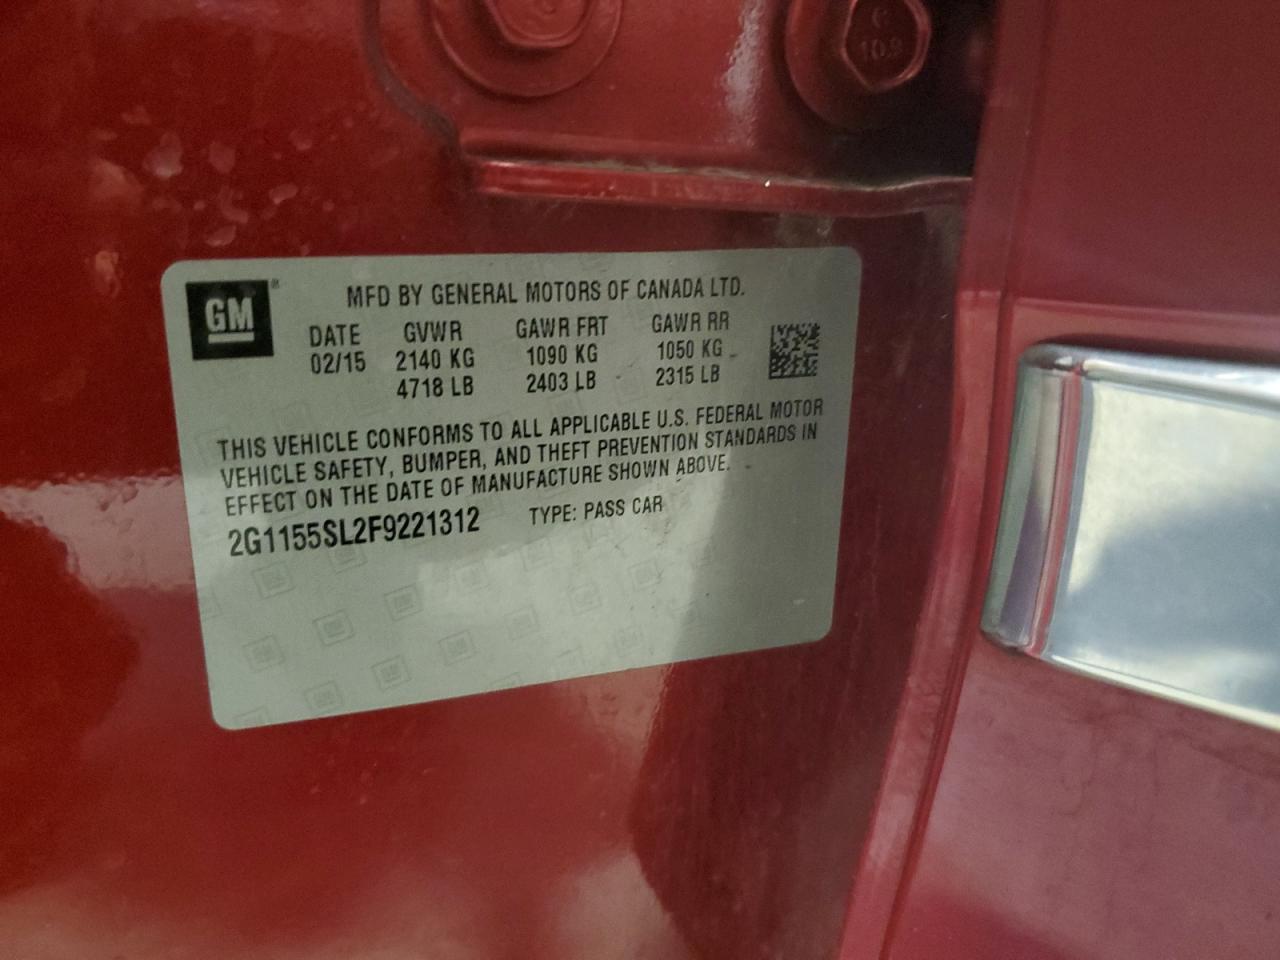 10.9
GM®
MFD BY GENERAL MOTORS OF CANADA LTD.
DATE GVWR GAWR FRT GAWR RR
02/15 2140 KG 1090 KG 1050 KG
4718 LB 2403 LB 2315 LB
THIS VEHICLE CONFORMS TO ALL APPLICABLE U.S. FEDERAL MOTOR
VEHICLE SAFETY, BUMPER, AND THEFT PREVENTION STANDARDS IN
EFFECT ON THE DATE OF MANUFACTURE SHOWN ABOVE.
2G1155SL2F9221312 TYPE: PASS CAR